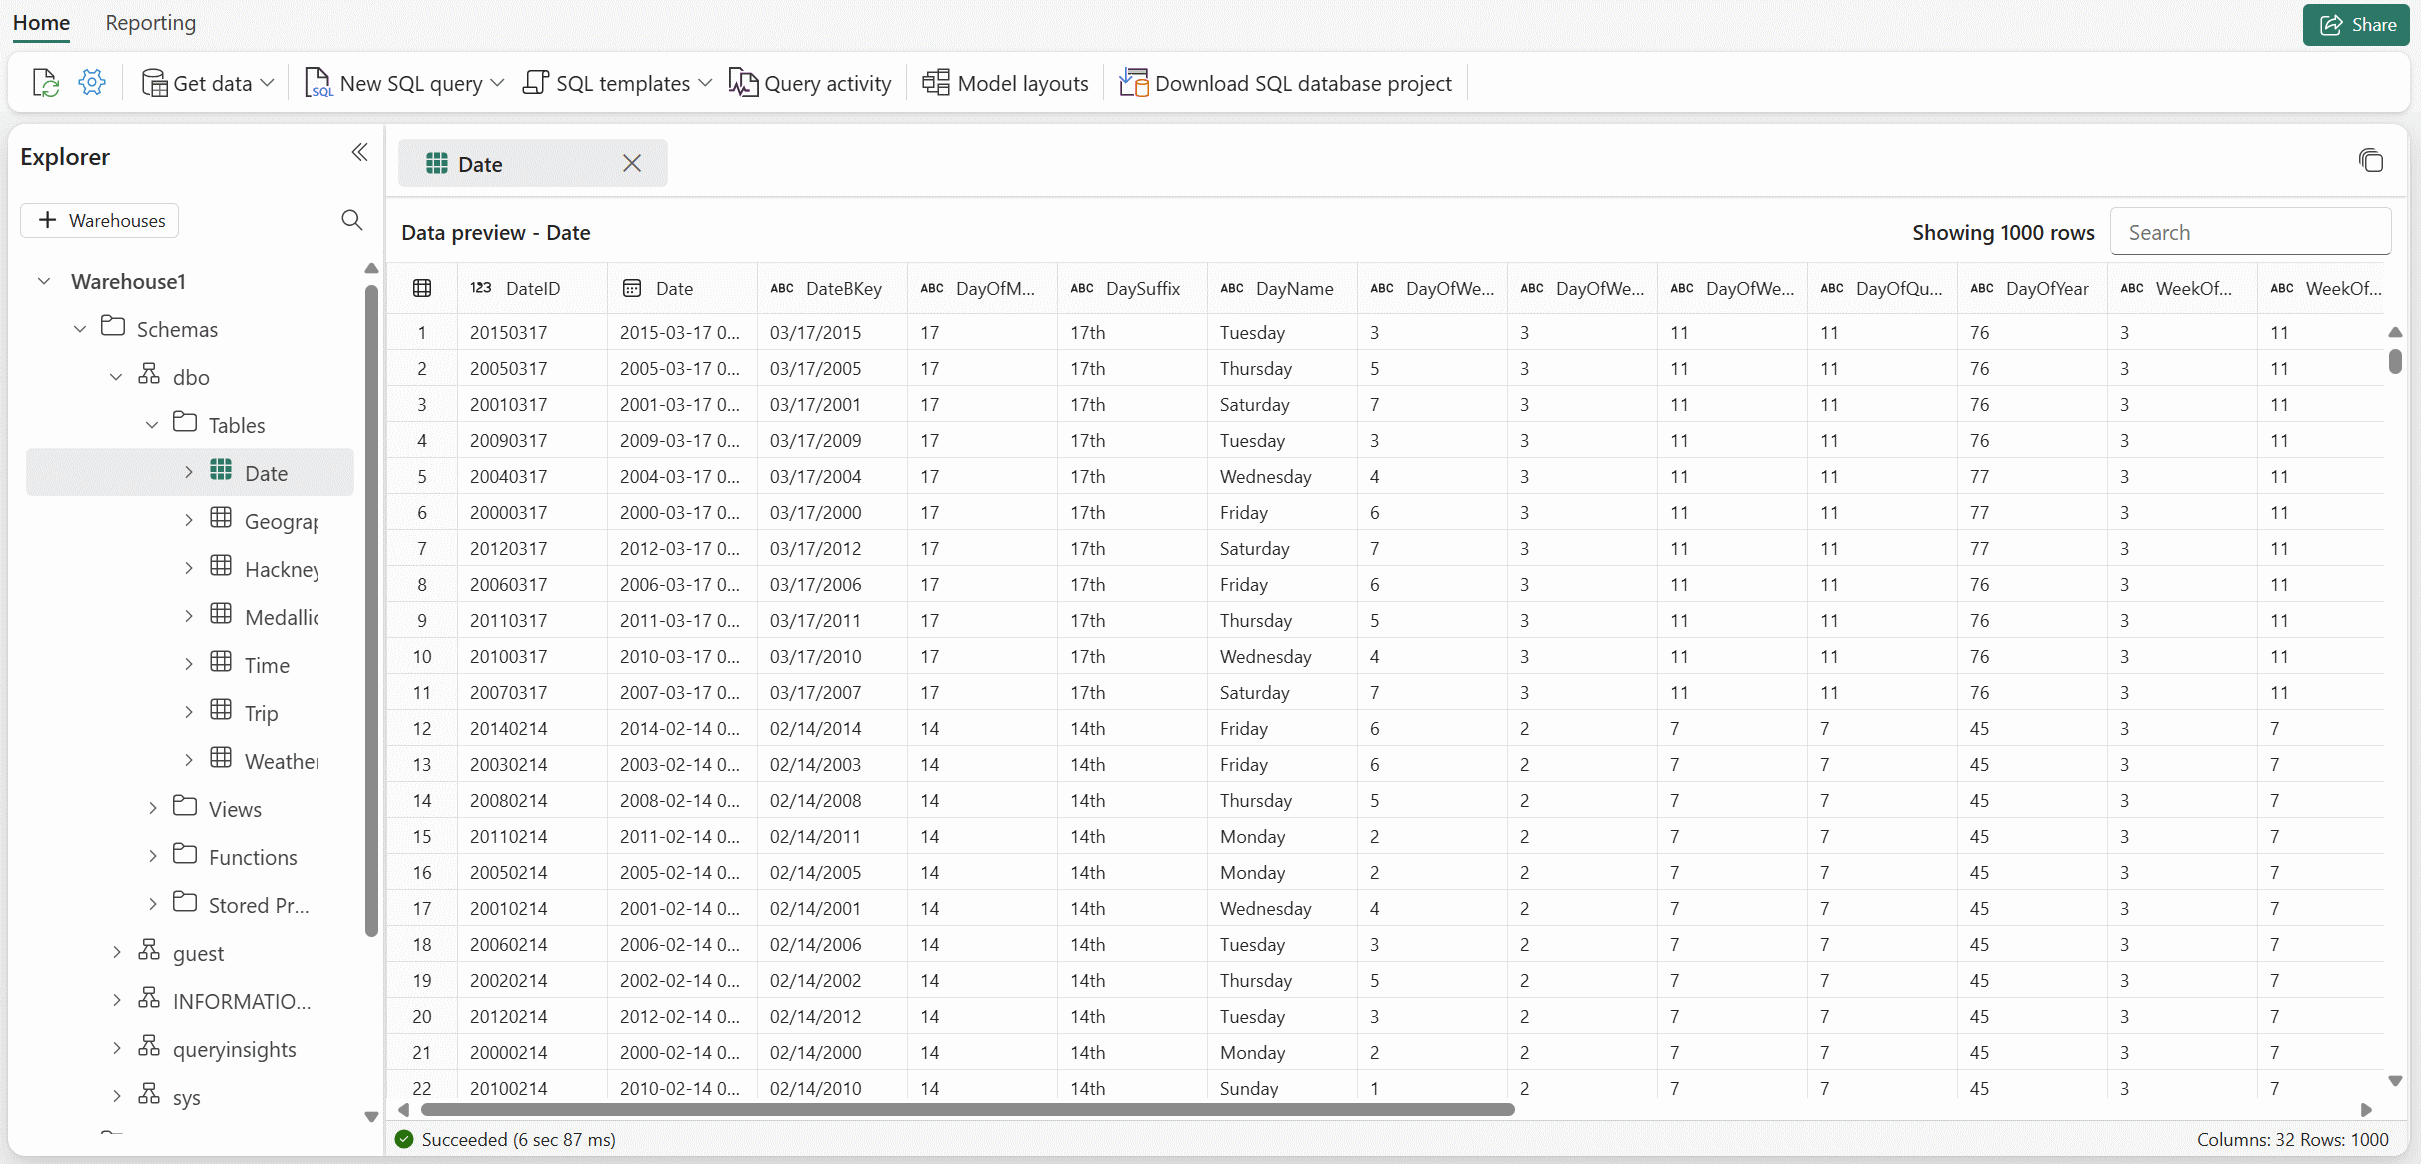 Home Reporting Share
Get data New SQL query SQL templates Query activity Model layouts Download SQL database project
Explorer
Warehouses
Warehouse1
Schemas
dbo
Tables
Date
Geograp
Hackney
Medallic
Time
Trip
Weather
Views
Functions
Stored Pr...
guest
INFORMATIO...
queryinsights
sys
Date
Data preview - Date Showing 1000 rows Search
123 DateID Date ABC DateBKey ABC DayOfM... ABC DaySuffix ABC DayName ABC DayOfWe... ABC DayOfWe... ABC DayOfWe... ABC DayOfQu... ABC DayOfYear ABC WeekOf... ABC WeekOf...
1 20150317 2015-03-17 0... 03/17/2015 17 17th Tuesday 3 3 11 11 76 3 11
2 20050317 2005-03-17 0... 03/17/2005 17 17th Thursday 5 3 11 11 76 3 11
3 20010317 2001-03-17 0... 03/17/2001 17 17th Saturday 7 3 11 11 76 3 11
4 20090317 2009-03-17 0... 03/17/2009 17 17th Tuesday 3 3 11 11 76 3 11
5 20040317 2004-03-17 0... 03/17/2004 17 17th Wednesday 4 3 11 11 77 3 11
6 20000317 2000-03-17 0... 03/17/2000 17 17th Friday 6 3 11 11 77 3 11
7 20120317 2012-03-17 0... 03/17/2012 17 17th Saturday 7 3 11 11 77 3 11
8 20060317 2006-03-17 0... 03/17/2006 17 17th Friday 6 3 11 11 76 3 11
9 20110317 2011-03-17 0... 03/17/2011 17 17th Thursday 5 3 11 11 76 3 11
10 20100317 2010-03-17 0... 03/17/2010 17 17th Wednesday 4 3 11 11 76 3 11
11 20070317 2007-03-17 0... 03/17/2007 17 17th Saturday 7 3 11 11 76 3 11
12 20140214 2014-02-14 0... 02/14/2014 14 14th Friday 6 2 7 7 45 3 7
13 20030214 2003-02-14 0... 02/14/2003 14 14th Friday 6 2 7 7 45 3 7
14 20080214 2008-02-14 0... 02/14/2008 14 14th Thursday 5 2 7 7 45 3 7
15 20110214 2011-02-14 0... 02/14/2011 14 14th Monday 2 2 7 7 45 3 7
16 20050214 2005-02-14 0... 02/14/2005 14 14th Monday 2 2 7 7 45 3 7
17 20010214 2001-02-14 0... 02/14/2001 14 14th Wednesday 4 2 7 7 45 3 7
18 20060214 2006-02-14 0... 02/14/2006 14 14th Tuesday 3 2 7 7 45 3 7
19 20020214 2002-02-14 0... 02/14/2002 14 14th Thursday 5 2 7 7 45 3 7
20 20120214 2012-02-14 0... 02/14/2012 14 14th Tuesday 3 2 7 7 45 3 7
21 20000214 2000-02-14 0... 02/14/2000 14 14th Monday 2 2 7 7 45 3 7
22 20100214 2010-02-14 0... 02/14/2010 14 14th Sunday 1 2 7 7 45 3 7
Succeeded (6 sec 87 ms) Columns: 32 Rows: 1000